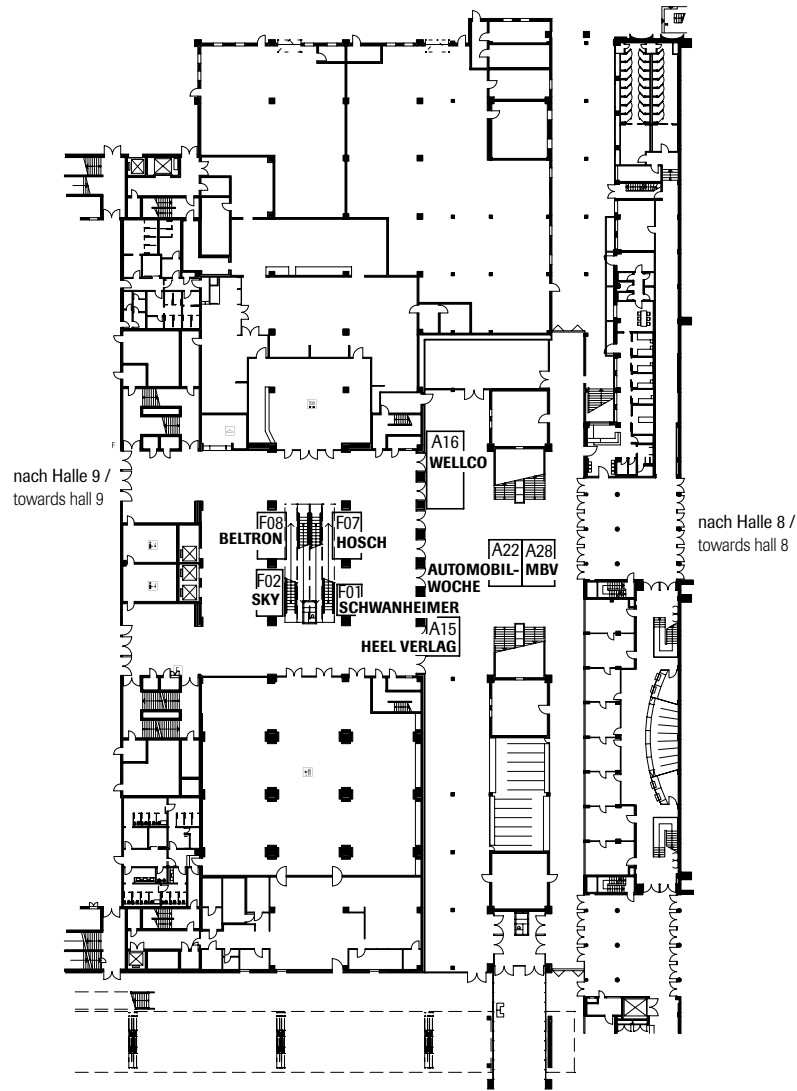 A16
WELLCO
nach Halle 9 /
towards hall 9
nach Halle 8 /
towards hall 8
F08
BELTRON
F07
HOSCH
A22
AUTOMOBIL-
WOCHE
A28
MBV
F02
SKY
F01
SCHWANHEIMER
A15
HEEL VERLAG